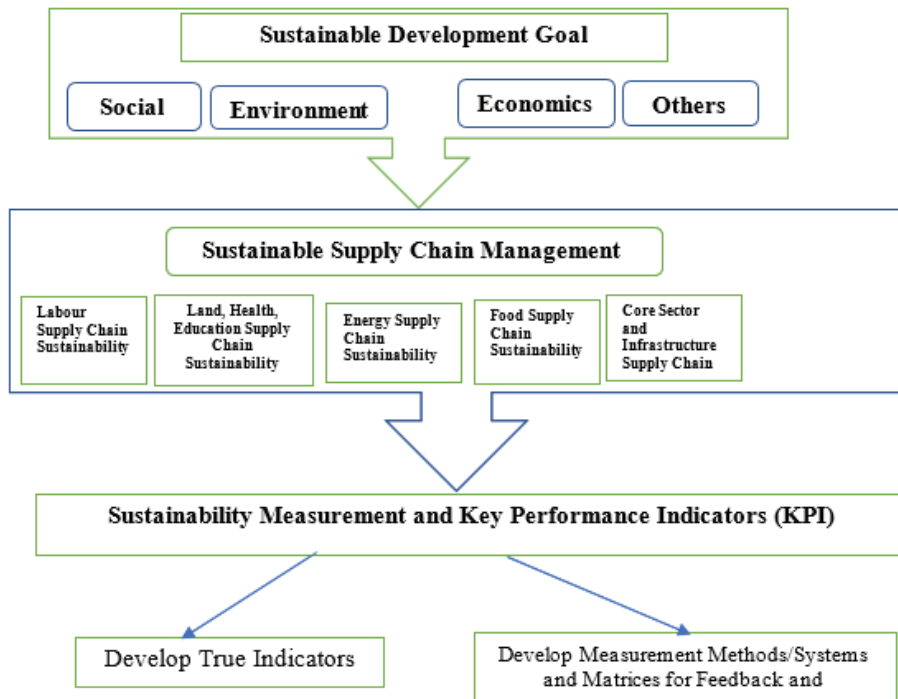 Sustainable Development Goal
Social
Environment
Economics
Others
Sustainable Supply Chain Management
Labour
Supply Chain
Sustainability
Land, Health,
Education Supply
Chain
Sustainability
Energy Supply
Chain
Sustainability
Food Supply
Chain
Sustainability
Core Sector
and
Infrastructure
Supply Chain
Sustainability Measurement and Key Performance Indicators (KPI)
Develop True Indicators
Develop Measurement Methods/Systems
and Matrices for Feedback and